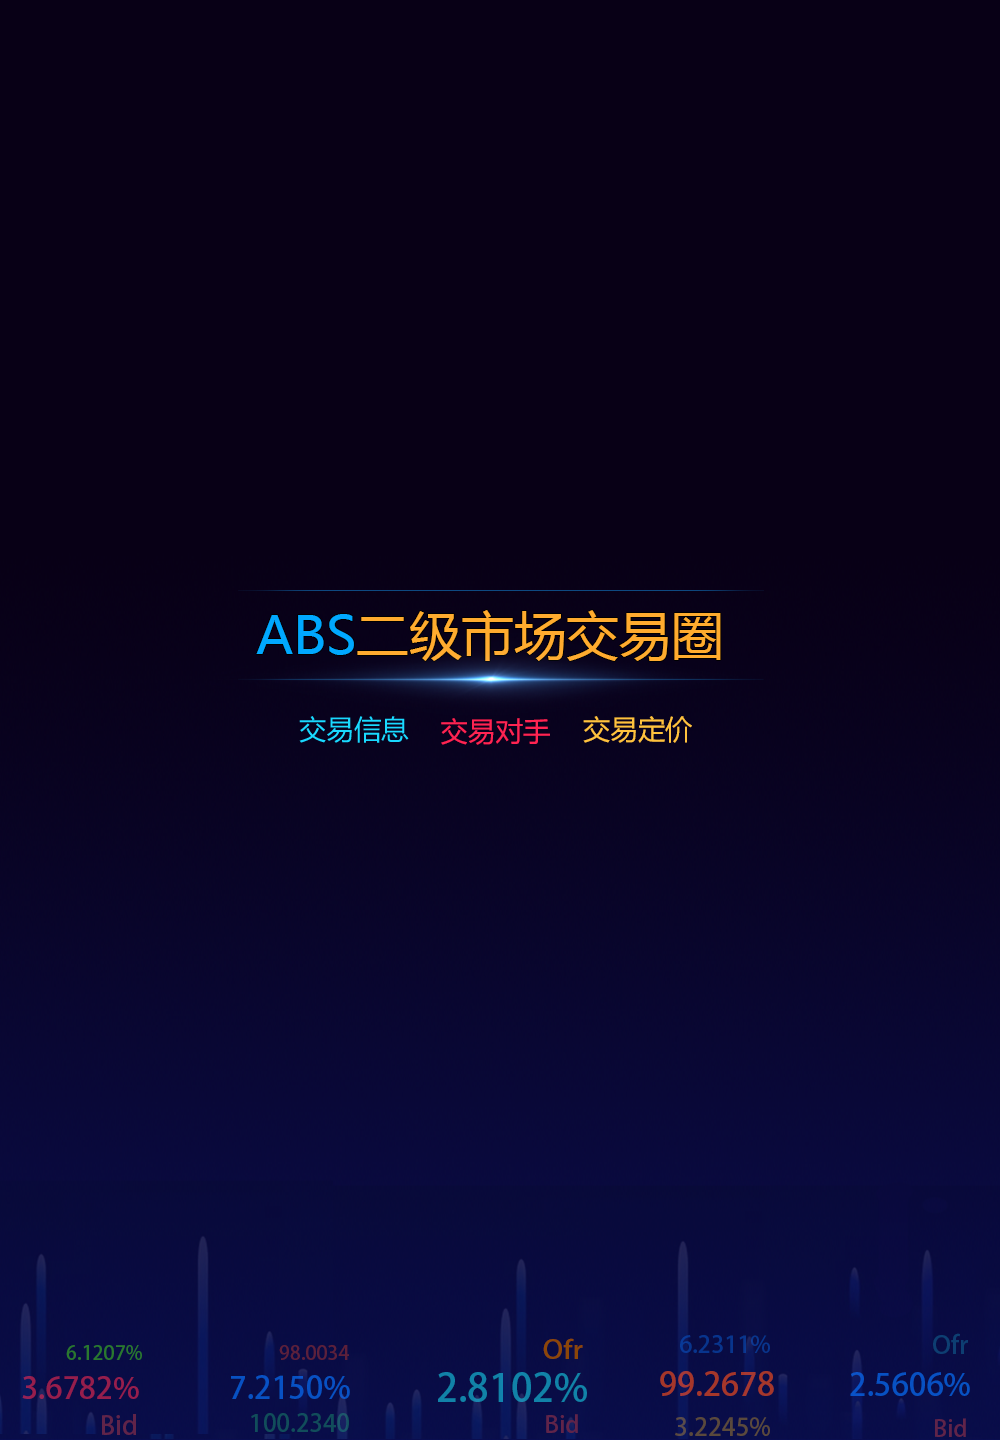 ABS二级市场交易圈
交易信息 交易对手 交易定价
6.1207% 98.0034 Ofr 6.2311% Ofr
3.6782% 7.2150% 2.8102% 99.2678 2.5606%
Bid 100.2340 Bid 3.2245% Bid